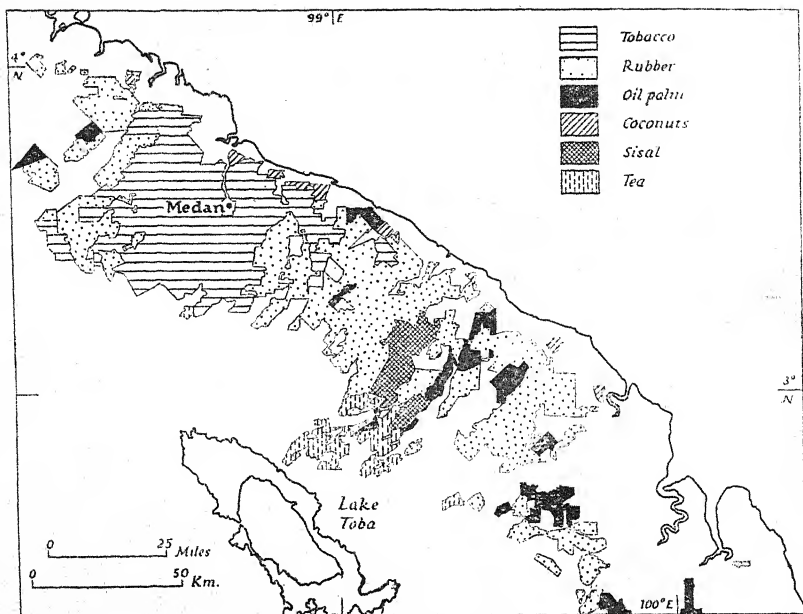 99° E
4°
N
Tobacco
Rubber
Oil palm
Coconuts
Sisal
Tea
Medan
3°
N
Lake
Toba
0 25 Miles
0 50 Km.
100° E